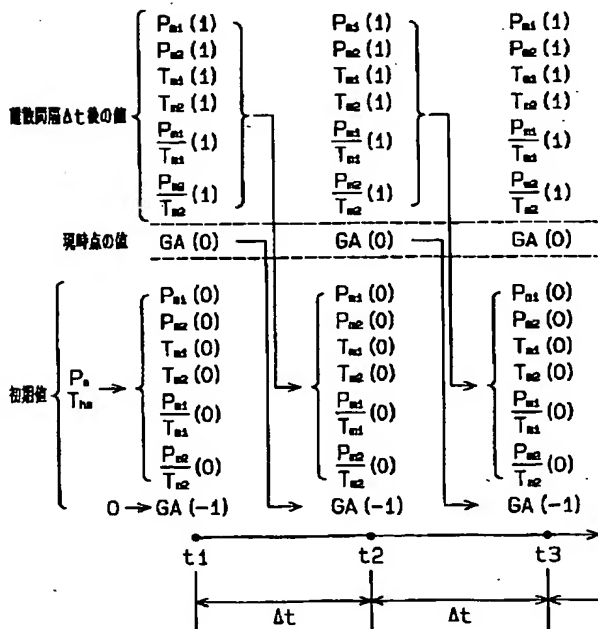 Pm1(1) Pm1(1) Pm1(1)
Pm2(1) Pm2(1) Pm2(1)
Tm1(1) Tm1(1) Tm1(1)
Tm2(1) Tm2(1) Tm2(1)
離散間隔Δt後の値
Pm1/Tm1(1) Pm1/Tm1(1) Pm1/Tm1(1)
Pm2/Tm2(1) Pm2/Tm2(1) Pm2/Tm2(1)
現時点の値 GA(0) GA(0) GA(0)
Pm1(0) Pm1(0) Pm1(0)
Pm2(0) Pm2(0) Pm2(0)
Tm1(0) Tm1(0) Tm1(0)
Tm2(0) Tm2(0) Tm2(0)
初期値
Pm1/Tm1(0) Pm1/Tm1(0) Pm1/Tm1(0)
Pm2/Tm2(0) Pm2/Tm2(0) Pm2/Tm2(0)
0→GA(-1) GA(-1) GA(-1)
t1 t2 t3
Δt Δt